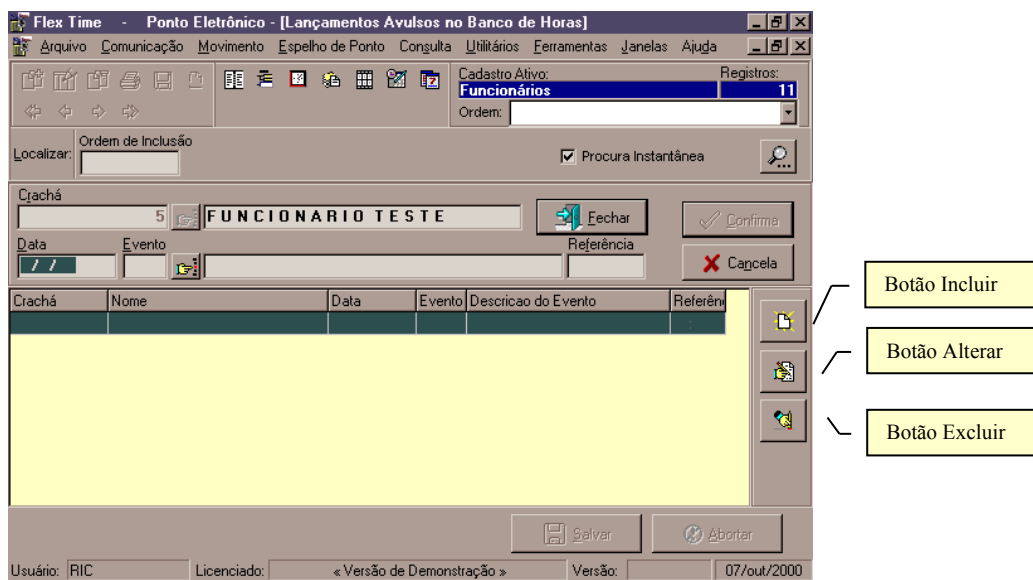 Flex Time - Ponto Eletrônico - [Lançamentos Avulsos no Banco de Horas]
Arquivo Comunicação Movimento Espelho de Ponto Consulta Utilitários Ferramentas Janelas Ajuda
Cadastro Ativo: Registros:
Funcionários 11
Ordem:
Ordem de Inclusão
Localizar:
Procura Instantânea
Crachá
5 FUNCIONARIO TESTE Fechar Confirma
Data Evento Referência
/ / Cancela
Crachá Nome Data Evento Descricao do Evento Referên
:
Botão Incluir
Botão Alterar
Botão Excluir
Salvar Abortar
Usuário: RIC Licenciado: « Versão de Demonstração » Versão: 07/out/2000